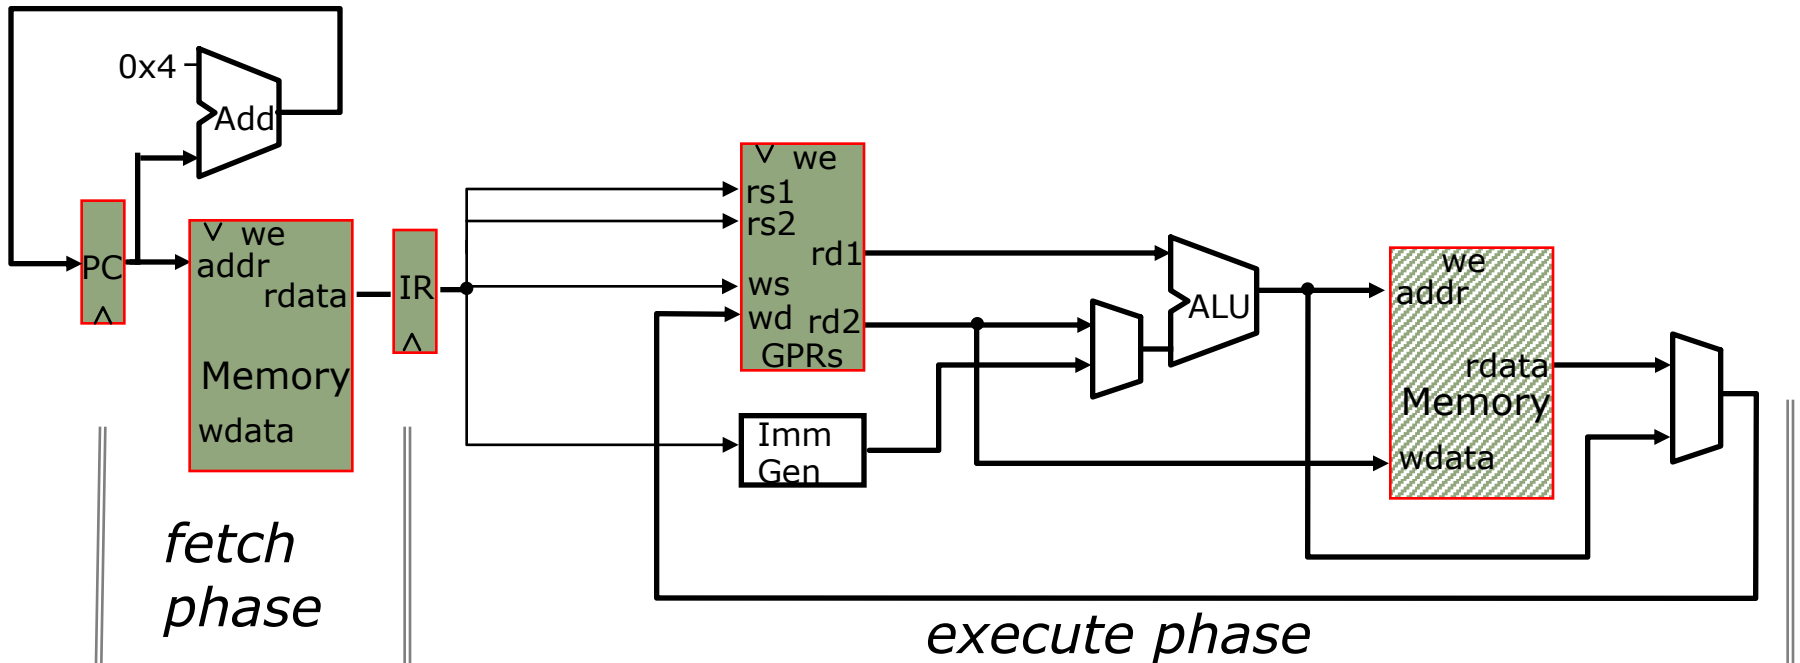 0x4
Add
PC
we
addr
rdata
Memory
wdata
IR
we
rs1
rs2
rd1
ws
wd
rd2
GPRs
Imm
Gen
ALU
we
addr
rdata
Memory
wdata
fetch
phase
execute phase